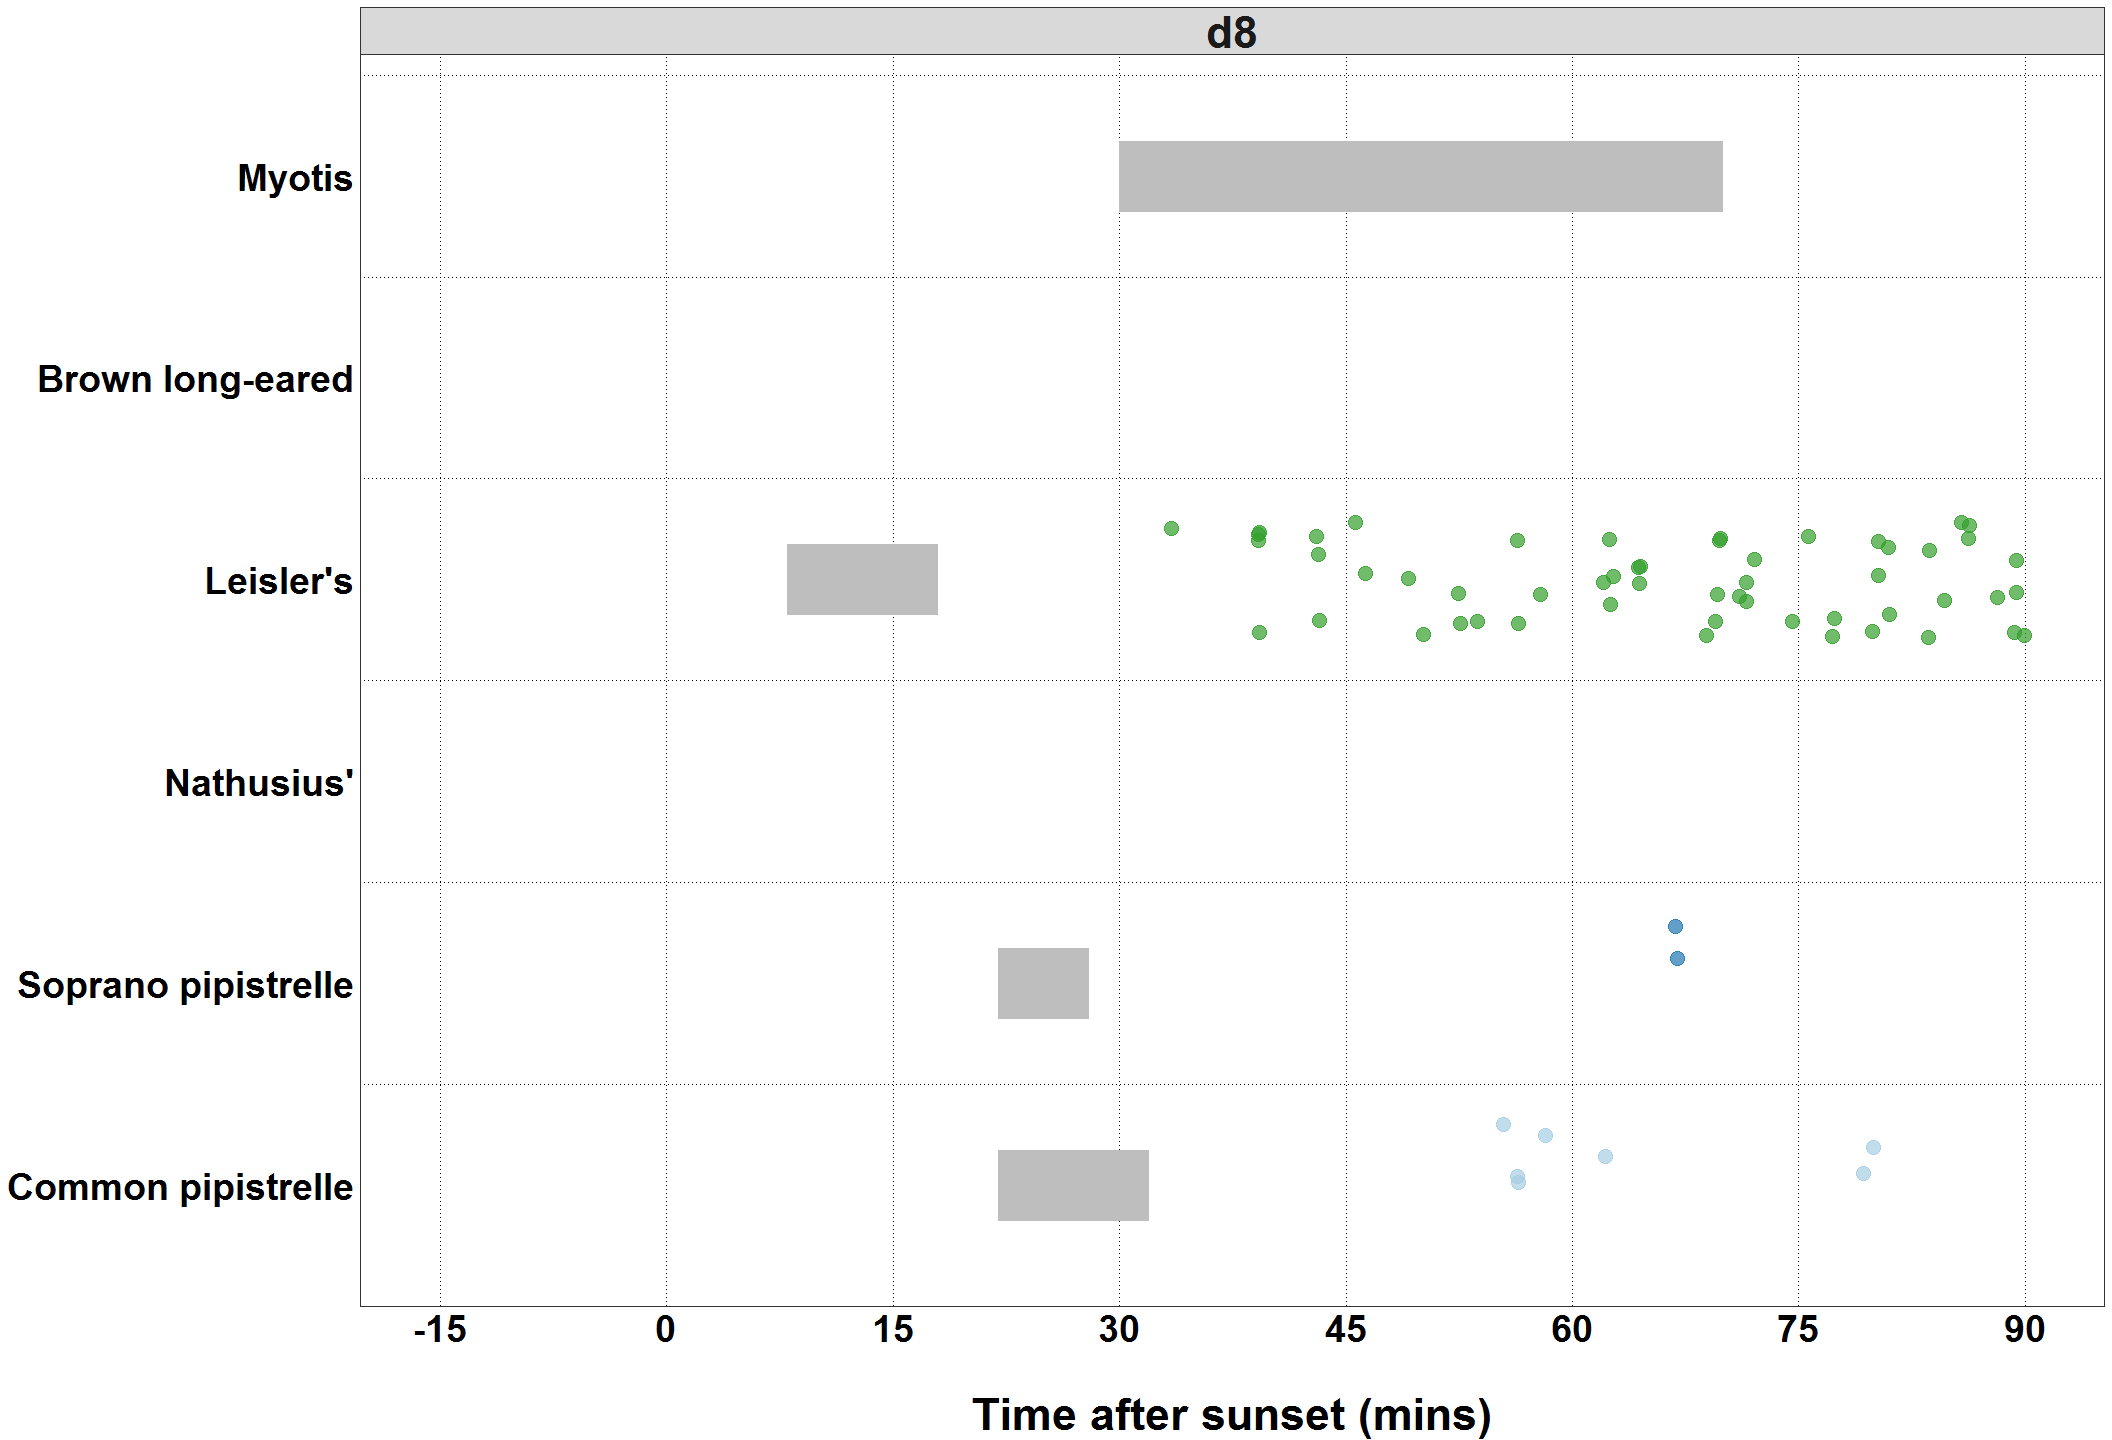 d8
Myotis
Brown long-eared
Leisler's
Nathusius'
Soprano pipistrelle
Common pipistrelle
-15 0 15 30 45 60 75 90
Time after sunset (mins)